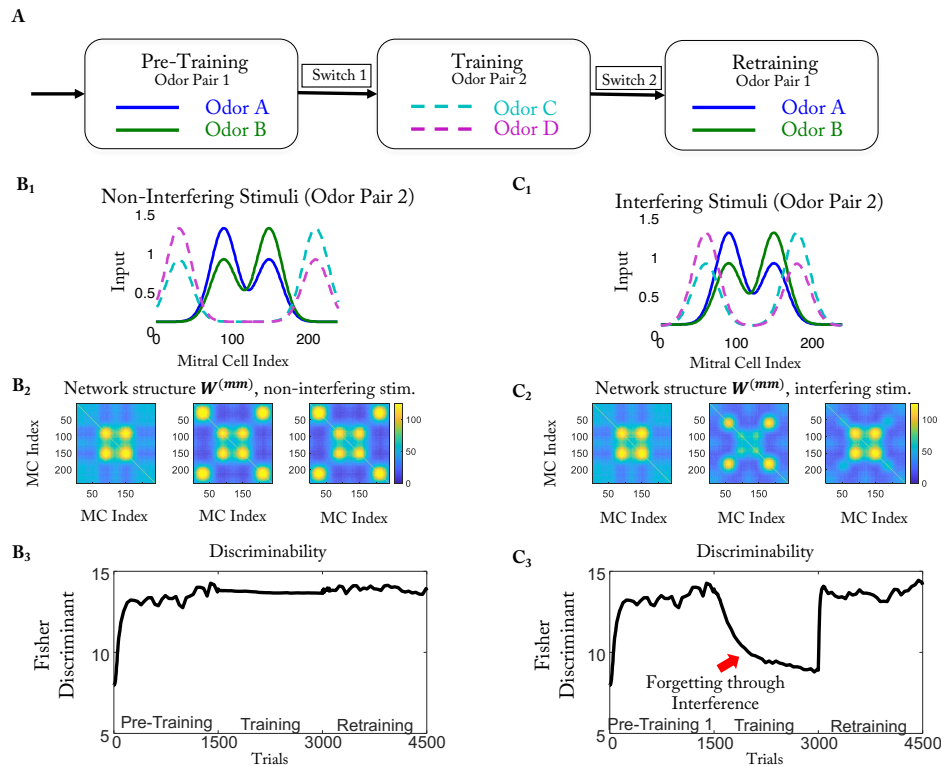 A
Pre-Training
Odor Pair 1
Odor A
Odor B
Switch 1
Training
Odor Pair 2
Odor C
Odor D
Switch 2
Retraining
Odor Pair 1
Odor A
Odor B
B1
Non-Interfering Stimuli (Odor Pair 2)
1.5
1
0.5
0
Input
0 100 200
Mitral Cell Index
C1
Interfering Stimuli (Odor Pair 2)
1.5
1
0.5
0
Input
0 100 200
Mitral Cell Index
B2
Network structure W(mm), non-interfering stim.
MC Index
50
100
150
200
50 150
50 150
50 150
100
50
0
MC Index MC Index MC Index
C2
Network structure W(mm), interfering stim.
MC Index
50
100
150
200
50 150
50 150
50 150
100
50
0
MC Index MC Index MC Index
B3
Discriminability
Fisher
Discriminant
15
10
5
Pre-Training Training Retraining
0 1500 3000 4500
Trials
C3
Discriminability
Fisher
Discriminant
15
10
5
Forgetting through
Interference
Pre-Training 1 Training Retraining
0 1500 3000 4500
Trials